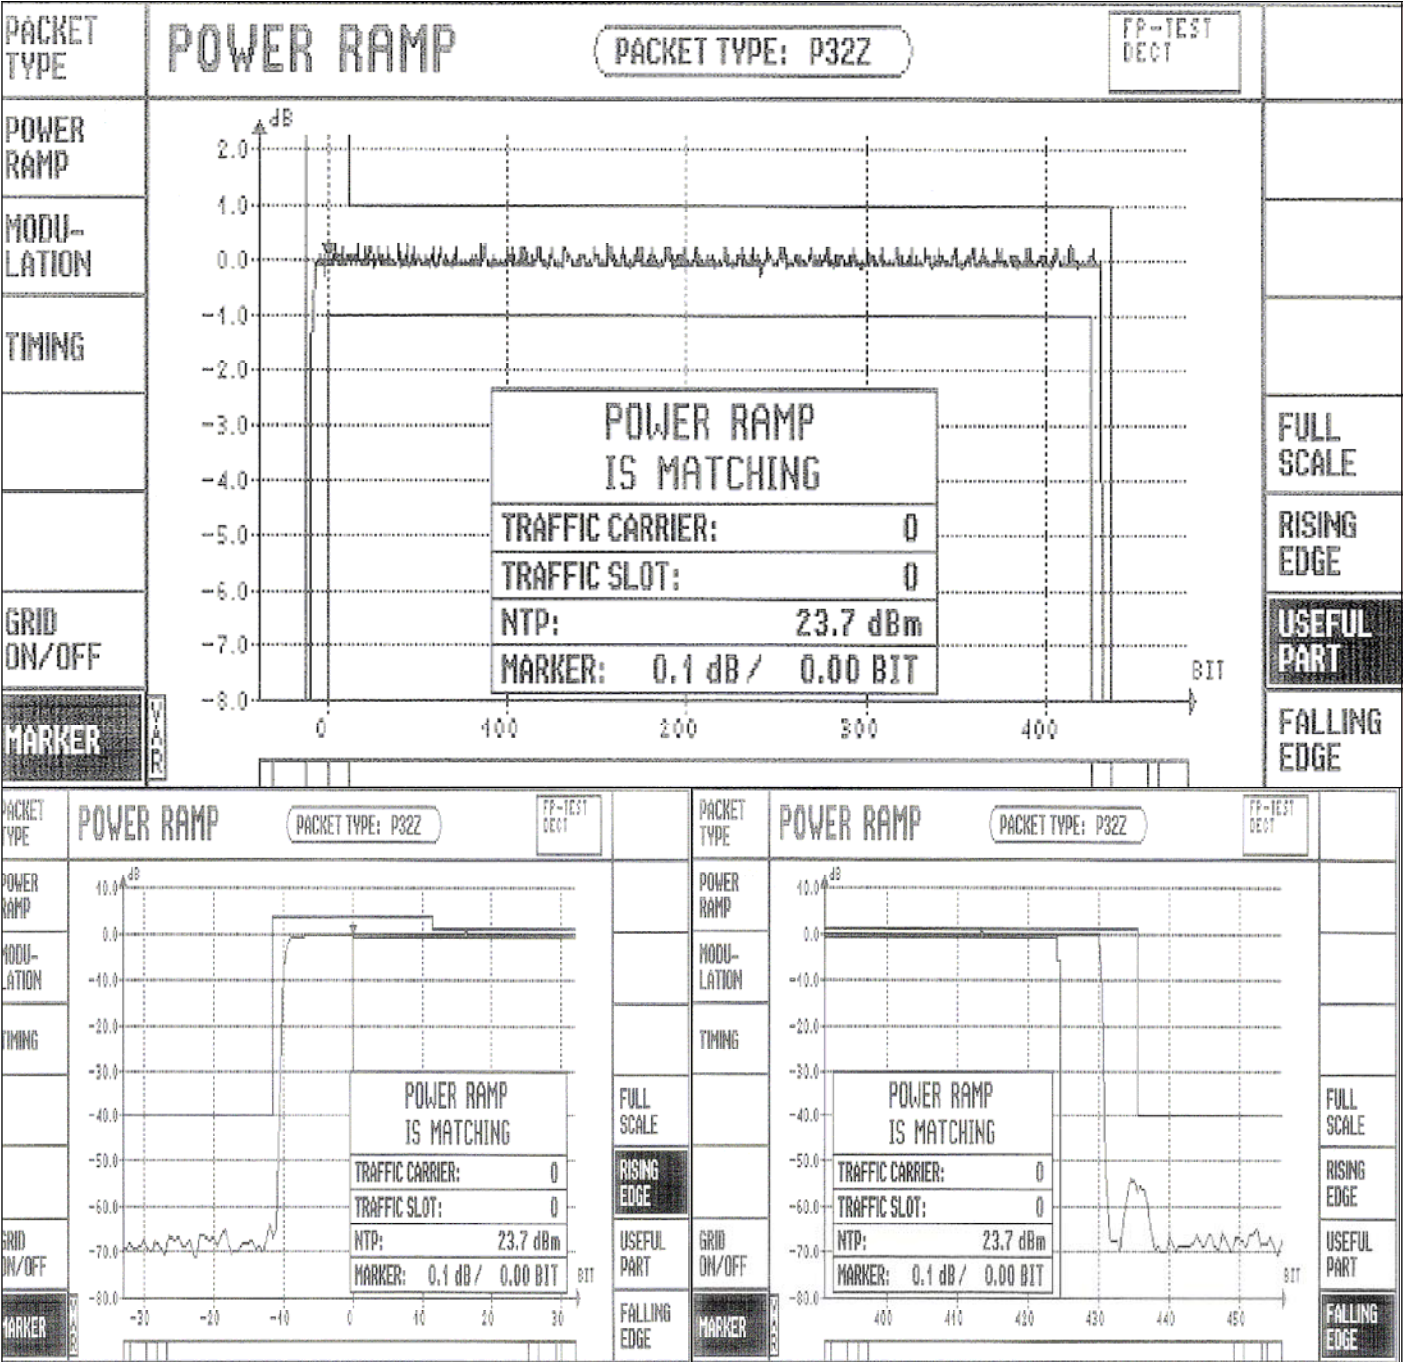 PACKET
TYPE
POWER RAMP
PACKET TYPE: P32Z
FP-TEST
DECT
POWER
RAMP
MODU-
LATION
TIMING
GRID
ON/OFF
MARKER
VAR
dB
2.0
1.0
0.0
-1.0
-2.0
-3.0
-4.0
-5.0
-6.0
-7.0
-8.0
0 100 200 300 400
BIT
POWER RAMP
IS MATCHING
TRAFFIC CARRIER: 0
TRAFFIC SLOT: 0
NTP: 23.7 dBm
MARKER: 0.1 dB / 0.00 BIT
FULL
SCALE
RISING
EDGE
USEFUL
PART
FALLING
EDGE
PACKET
TYPE
POWER RAMP
PACKET TYPE: P32Z
FP-TEST
DECT
POWER
RAMP
MODU-
LATION
TIMING
GRID
ON/OFF
MARKER
VAR
dB
10.0
0.0
-10.0
-20.0
-30.0
-40.0
-50.0
-60.0
-70.0
-80.0
-30 -20 -10 0 10 20 30
BIT
POWER RAMP
IS MATCHING
TRAFFIC CARRIER: 0
TRAFFIC SLOT: 0
NTP: 23.7 dBm
MARKER: 0.1 dB / 0.00 BIT
FULL
SCALE
RISING
EDGE
USEFUL
PART
FALLING
EDGE
PACKET
TYPE
POWER RAMP
PACKET TYPE: P32Z
FP-TEST
DECT
POWER
RAMP
MODU-
LATION
TIMING
GRID
ON/OFF
MARKER
VAR
dB
10.0
0.0
-10.0
-20.0
-30.0
-40.0
-50.0
-60.0
-70.0
-80.0
400 410 420 430 440 450
BIT
POWER RAMP
IS MATCHING
TRAFFIC CARRIER: 0
TRAFFIC SLOT: 0
NTP: 23.7 dBm
MARKER: 0.1 dB / 0.00 BIT
FULL
SCALE
RISING
EDGE
USEFUL
PART
FALLING
EDGE